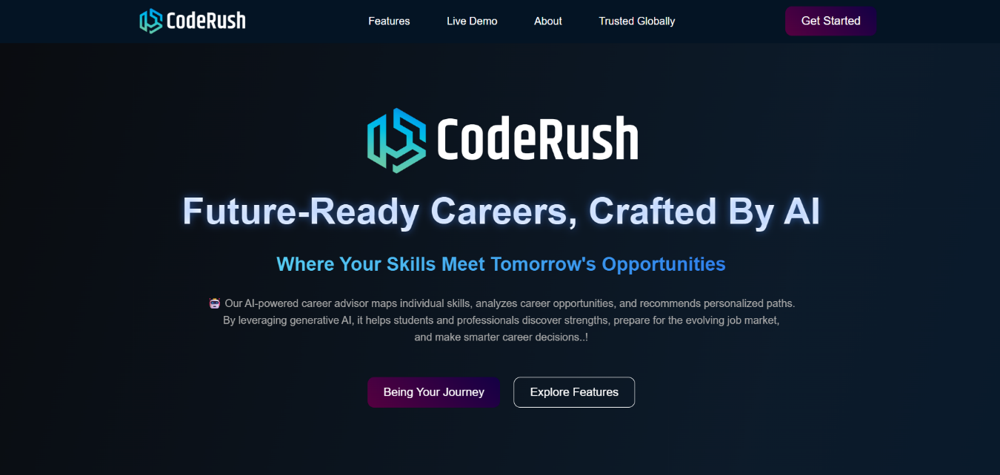 CodeRush
Features
Live Demo
About
Trusted Globally
Get Started
CodeRush
Future-Ready Careers, Crafted By AI
Where Your Skills Meet Tomorrow's Opportunities
🤖 Our AI-powered career advisor maps individual skills, analyzes career opportunities, and recommends personalized paths.
By leveraging generative AI, it helps students and professionals discover strengths, prepare for the evolving job market,
and make smarter career decisions..!
Being Your Journey
Explore Features